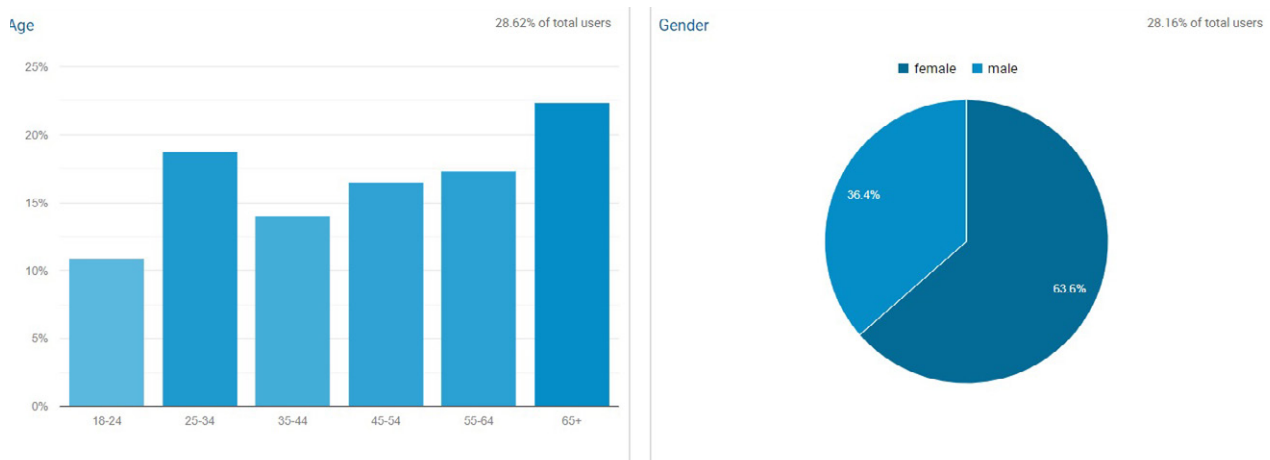 Age
28.62% of total users
25%
20%
15%
10%
5%
0%
18-24
25-34
35-44
45-54
55-64
65+
Gender
28.16% of total users
female
male
36.4%
63.6%